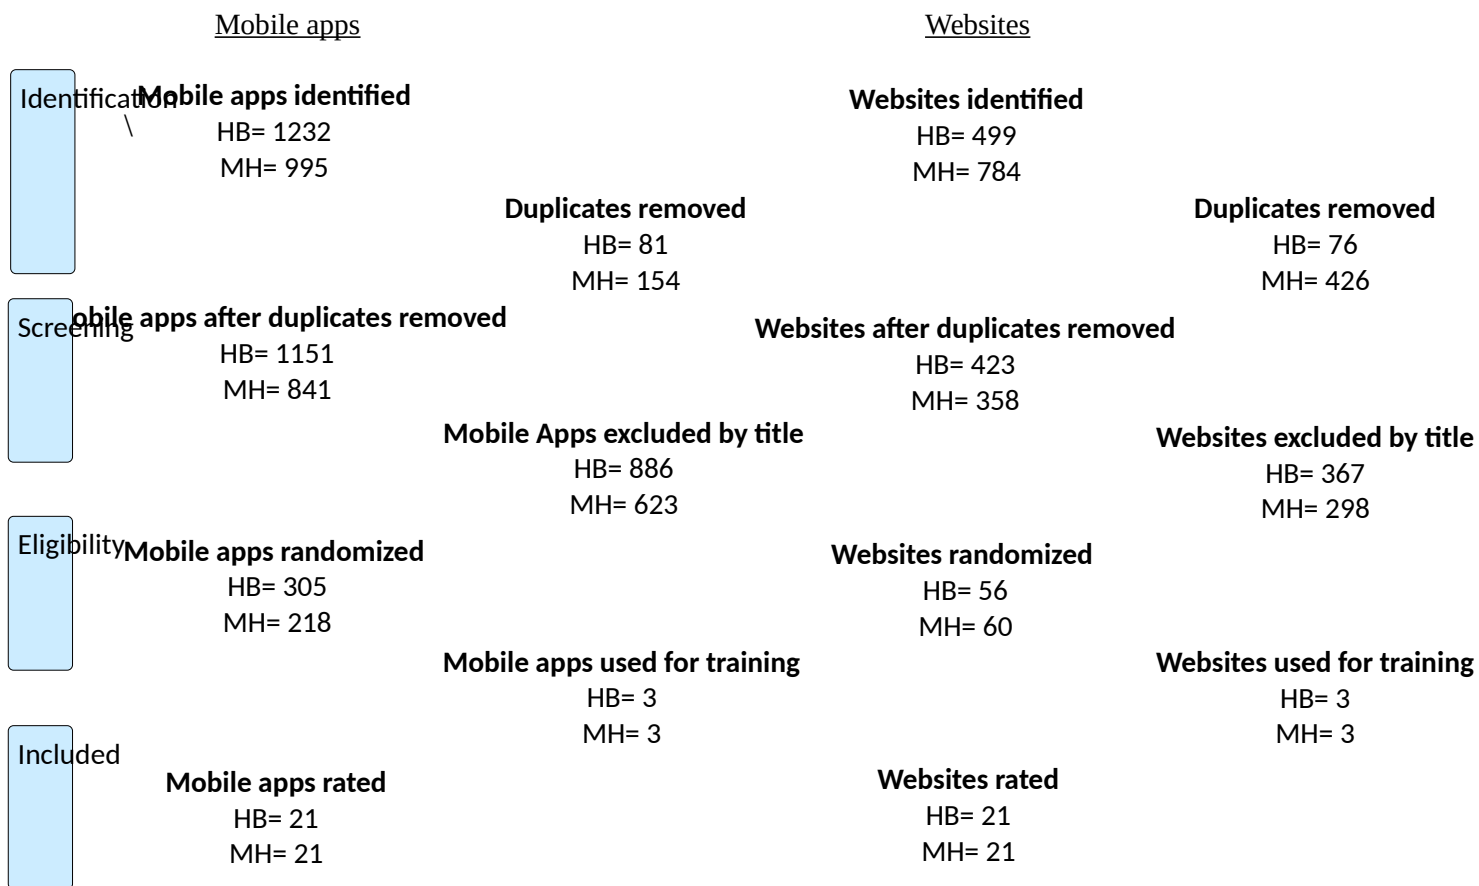 Mobile apps
Websites
Identification
\
Mobile apps identified
HB= 1232
MH= 995
Websites identified
HB= 499
MH= 784
Duplicates removed
HB= 81
MH= 154
Duplicates removed
HB= 76
MH= 426
Screening
obile apps after duplicates removed
HB= 1151
MH= 841
Websites after duplicates removed
HB= 423
MH= 358
Mobile Apps excluded by title
HB= 886
MH= 623
Websites excluded by title
HB= 367
MH= 298
Eligibility
Mobile apps randomized
HB= 305
MH= 218
Websites randomized
HB= 56
MH= 60
Mobile apps used for training
HB= 3
MH= 3
Websites used for training
HB= 3
MH= 3
Included
Mobile apps rated
HB= 21
MH= 21
Websites rated
HB= 21
MH= 21